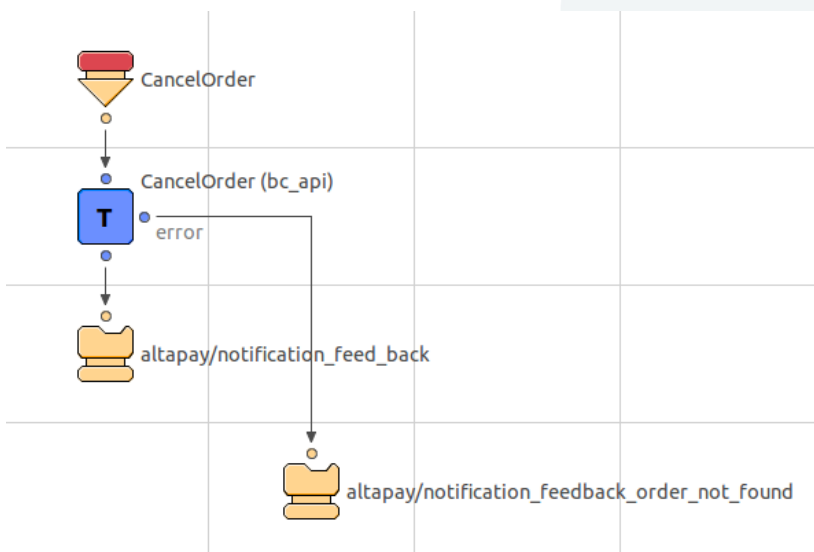 CancelOrder
CancelOrder (bc_api)
T
error
altapay/notification_feed_back
altapay/notification_feedback_order_not_found